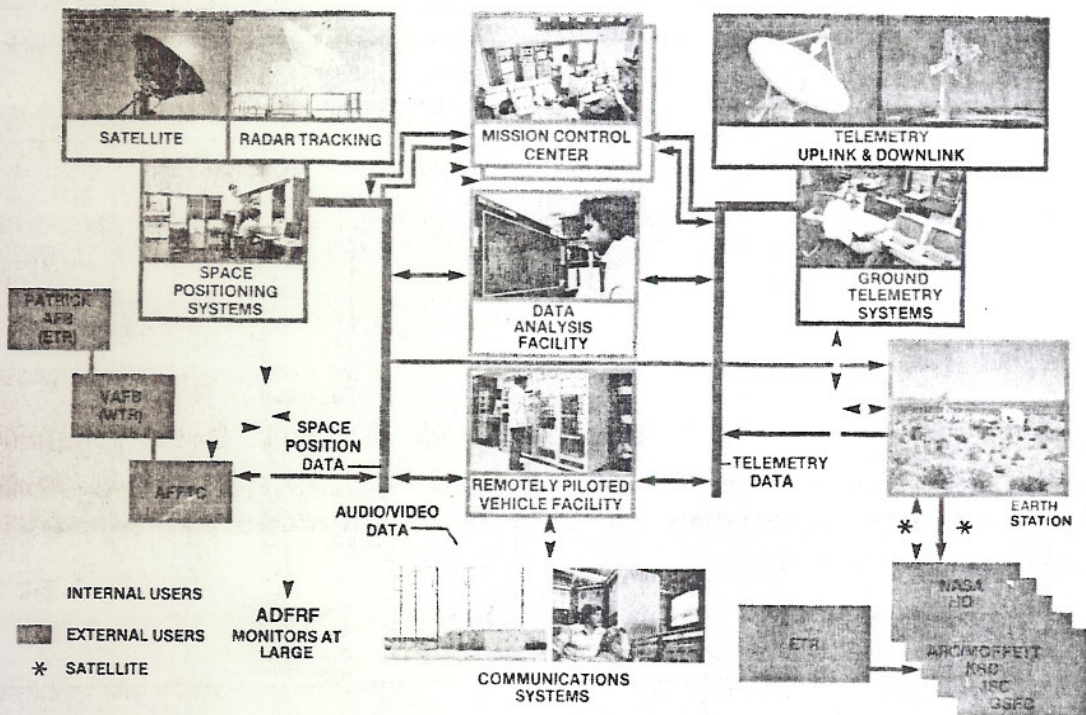 SATELLITE
RADAR TRACKING
MISSION CONTROL
CENTER
TELEMETRY
UPLINK & DOWNLINK
SPACE
POSITIONING
SYSTEMS
DATA
ANALYSIS
FACILITY
GROUND
TELEMETRY
SYSTEMS
PATRICK
AFB
(ETR)
VAFB
(WTR)
AFFTC
SPACE
POSITION
DATA
REMOTELY PILOTED
VEHICLE FACILITY
TELEMETRY
DATA
EARTH
STATION
AUDIO/VIDEO
DATA
* *
INTERNAL USERS
EXTERNAL USERS
* SATELLITE
ADFRF
MONITORS AT
LARGE
COMMUNICATIONS
SYSTEMS
ETR
NASA
ARC/MOFFETT
KSC
JSC
GSFC